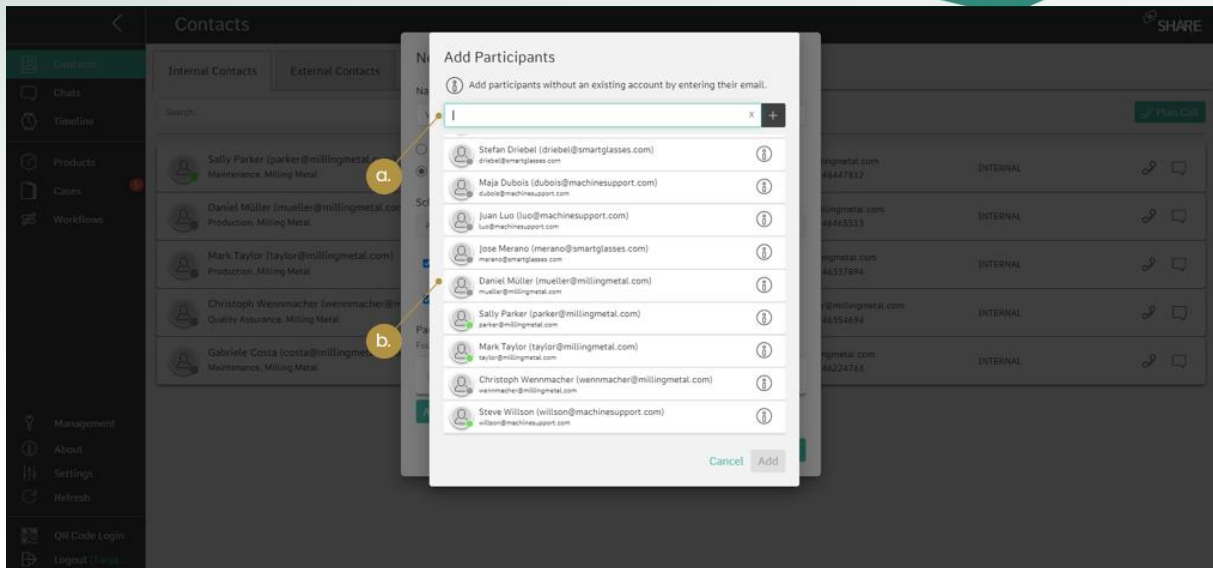 Contacts
SHARE
Contacts
Chats
Timeline
Products
Cases
Workflows
Management
About
Settings
Refresh
QR Code Login
Logout
Internal Contacts
External Contacts
Search.
Plan Call
Sally Parker (parker@millingmetal
Maintenance, Milling Metal
INTERNAL
Daniel Müller (mueller@millingmetal.com
Production, Milling Metal
INTERNAL
Mark Taylor (taylor@millingmetal.com)
Production, Milling Metal
INTERNAL
Christoph Wennmacher (wennmacher@m
Quality Assurance, Milling Metal
INTERNAL
Gabriele Costa (costa@millingmet
Maintenance, Milling Metal
INTERNAL
Add Participants
Add participants without an existing account by entering their email.
x +
a.
Stefan Driebel (driebel@smartglasses.com)
driebel@smartglasses.com
Maja Dubois (dubois@machinesupport.com)
dubois@machinesupport.com
Juan Luo (luo@machinesupport.com)
luo@machinesupport.com
Jose Merano (merano@smartglasses.com)
merano@smartglasses.com
Daniel Müller (mueller@millingmetal.com)
mueller@millingmetal.com
b.
Sally Parker (parker@millingmetal.com)
parker@millingmetal.com
Mark Taylor (taylor@millingmetal.com)
taylor@millingmetal.com
Christoph Wennmacher (wennmacher@millingmetal.com)
wennmacher@millingmetal.com
Steve Willson (willson@machinesupport.com)
willson@machinesupport.com
Cancel Add